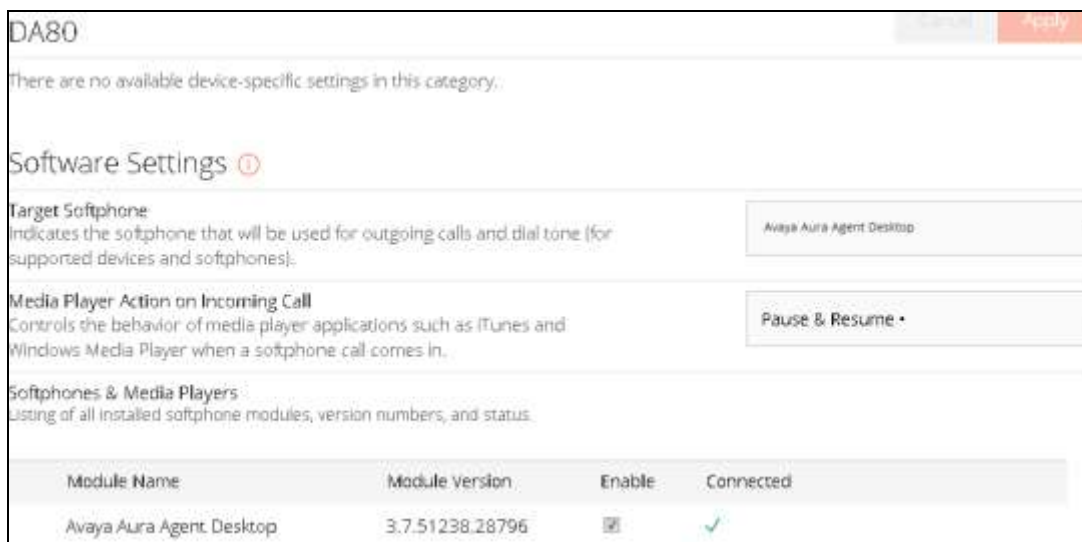 Cancel Apply
DA80
There are no available device-specific settings in this category.
Software Settings
Target Softphone
Indicates the softphone that will be used for outgoing calls and dial tone (for
supported devices and softphones).
Avaya Aura Agent Desktop
Media Player Action on Incoming Call
Controls the behavior of media player applications such as iTunes and
Windows Media Player when a softphone call comes in.
Pause & Resume •
Softphones & Media Players
Listing of all installed softphone modules, version numbers, and status
Module Name Module Version Enable Connected
Avaya Aura Agent Desktop 3.7.51238.28796